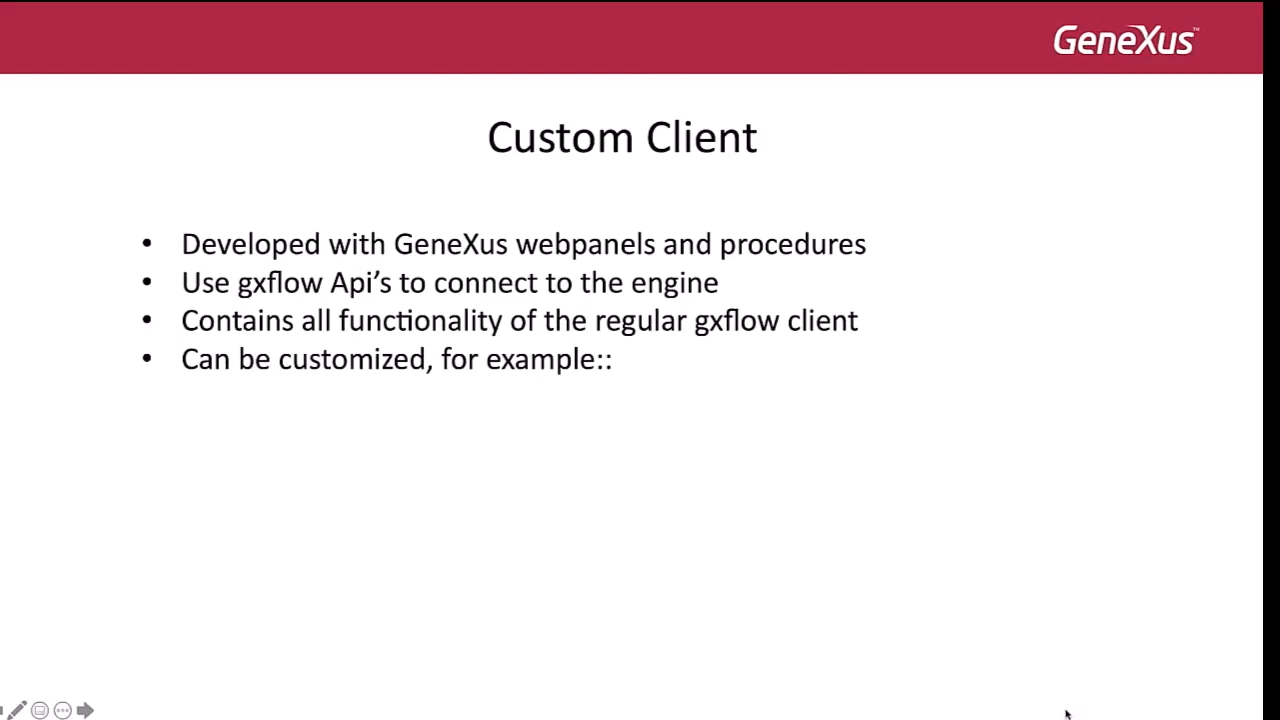 GeneXus™
Custom Client
• Developed with GeneXus webpanels and procedures
• Use gxflow Api’s to connect to the engine
• Contains all functionality of the regular gxflow client
• Can be customized, for example::